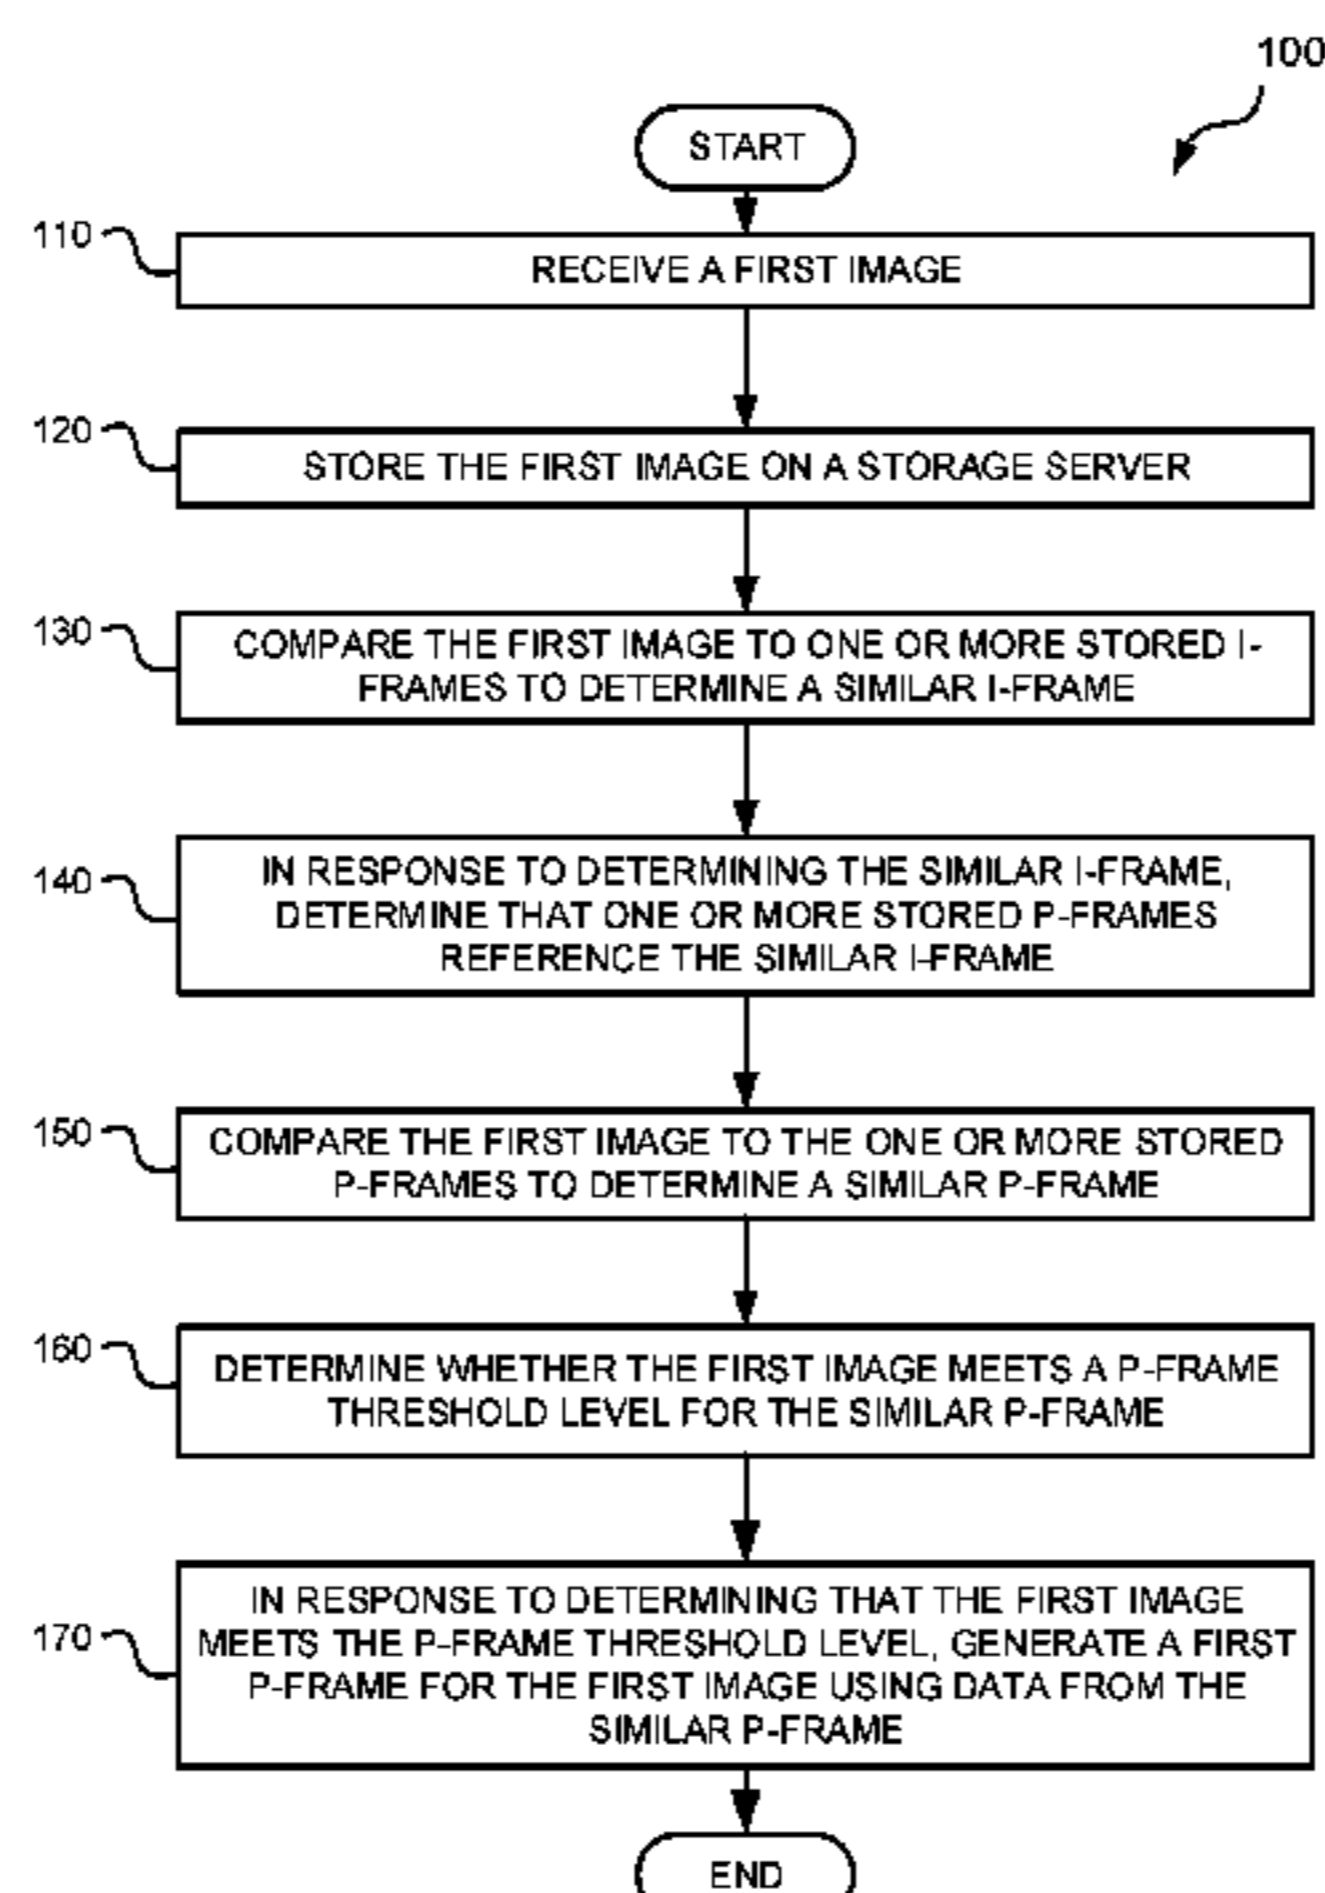 100
START
110
RECEIVE A FIRST IMAGE
120
STORE THE FIRST IMAGE ON A STORAGE SERVER
130
COMPARE THE FIRST IMAGE TO ONE OR MORE STORED I-
FRAMES TO DETERMINE A SIMILAR I-FRAME
140
IN RESPONSE TO DETERMINING THE SIMILAR I-FRAME,
DETERMINE THAT ONE OR MORE STORED P-FRAMES
REFERENCE THE SIMILAR I-FRAME
150
COMPARE THE FIRST IMAGE TO THE ONE OR MORE STORED
P-FRAMES TO DETERMINE A SIMILAR P-FRAME
160
DETERMINE WHETHER THE FIRST IMAGE MEETS A P-FRAME
THRESHOLD LEVEL FOR THE SIMILAR P-FRAME
170
IN RESPONSE TO DETERMINING THAT THE FIRST IMAGE
MEETS THE P-FRAME THRESHOLD LEVEL, GENERATE A FIRST
P-FRAME FOR THE FIRST IMAGE USING DATA FROM THE
SIMILAR P-FRAME
END